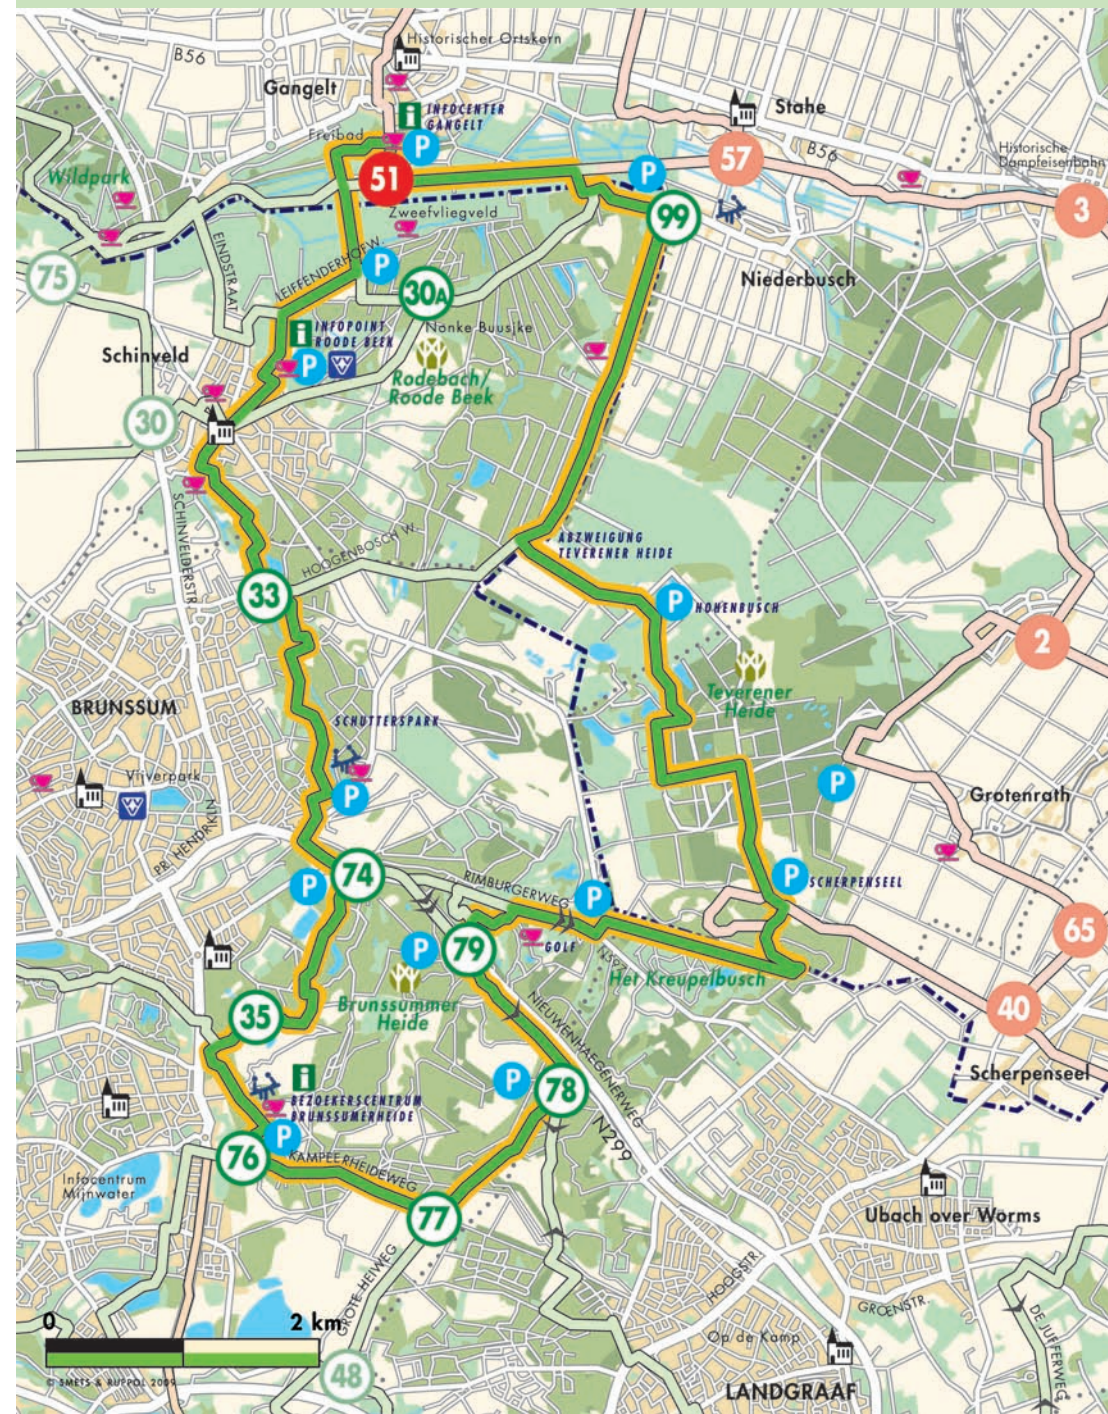 Historischer Ortskern
B56
Gangelt
Stahe
INFOCENTER
GANGELT
Freibad
P
57
B56
Historische
Dampfeisenbahn
Wildpark
51
P
3
Zweefvliegveld
99
75
EINDSTRAAT
LEIFFENDERHOFW.
P
Niederbusch
30A
Nonke Buusjke
INFOPOINT
ROODE BEEK
Schinveld
P
Rodebach/
Roode Beek
30
SCHINVELDERSTR.
HOOGENBOSCH W.
ABZWEIGUNG
TEVERENER HEIDE
33
P
HOHENBUSCH
2
Teverener
Heide
BRUNSSUM
SCHUTTERSPARK
Vijverpark
P
P
Grotenrath
PR. HENDRIKLN
74
P
RIMBURGERWEG
P
P
SCHERPENSEEL
65
79
P
GOLF
Het Kreupelbusch
Brunssummer
Heide
35
NIEUWENHAEGENERWEG
40
BEZOEKERSCENTRUM
BRUNSSUMERHEIDE
P
78
Scherpenseel
P
N299
76
KAMPEERHEIDEWEG
Infocentrum
Mijnwater
77
Ubach over Worms
GROTE HEIWEG
HOOGSTR.
GROENSTR.
DE JUFFERWEG
0
2 km
Op de Kamp
48
© SMETS & RUPPOL 2009
LANDGRAAF